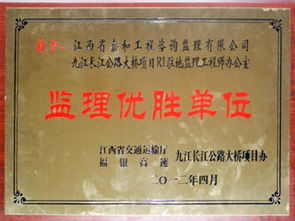 授予：江西省嘉和工程咨询监理有限公司
九江长江公路大桥项目R1驻地监理工程师办公室
监理优胜单位
江西省交通运输厅
福银高速
九江长江公路大桥项目办
二〇一二年四月